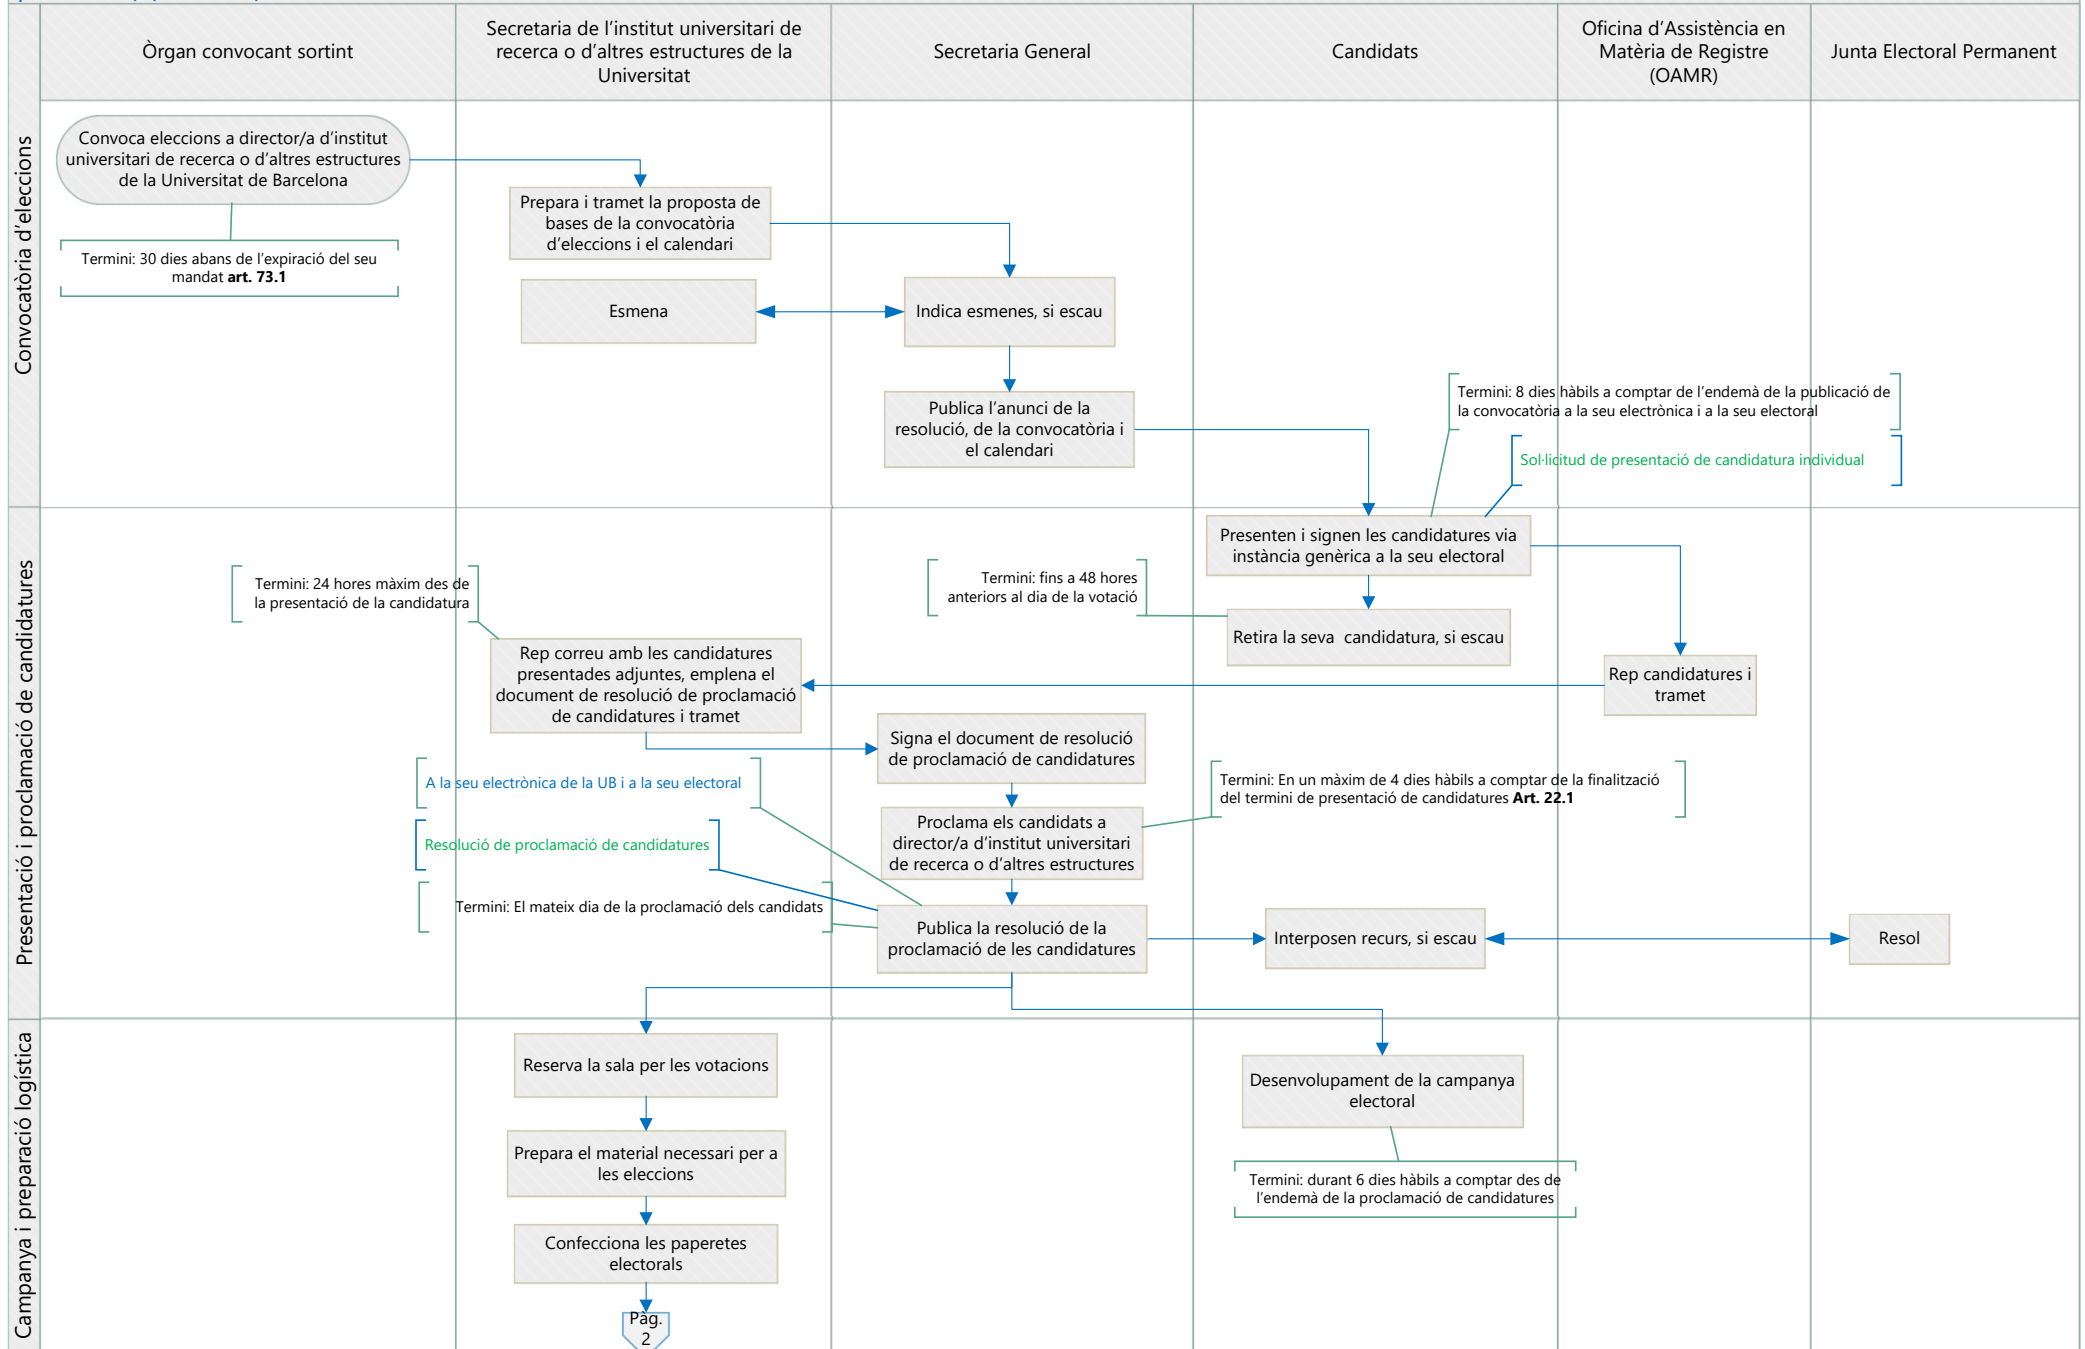 Òrgan convocant sortint
Secretaria de l'institut universitari de
recerca o d'altres estructures de la
Universitat
Secretaria General
Candidats
Oficina d'Assistència en
Matèria de Registre
(OAMR)
Junta Electoral Permanent
Convocatòria d'eleccions
Convoca eleccions a director/a d'institut
universitari de recerca o d'altres estructures
de la Universitat de Barcelona
Termini: 30 dies abans de l'expiració del seu
mandat art. 73.1
Prepara i tramet la proposta de
bases de la convocatòria
d'eleccions i el calendari
Esmena
Indica esmenes, si escau
Publica l'anunci de la
resolució, de la convocatòria i
el calendari
Termini: 8 dies hàbils a comptar de l'endemà de la publicació de
la convocatòria a la seu electrònica i a la seu electoral
Sol·licitud de presentació de candidatura individual
Presentació i proclamació de candidatures
Presenten i signen les candidatures via
instància genèrica a la seu electoral
Termini: 24 hores màxim des de
la presentació de la candidatura
Termini: fins a 48 hores
anteriors al dia de la votació
Retira la seva  candidatura, si escau
Rep correu amb les candidatures
presentades adjuntes, emplena el
document de resolució de proclamació
de candidatures i tramet
Rep candidatures i
tramet
Signa el document de resolució
de proclamació de candidatures
A la seu electrònica de la UB i a la seu electoral
Termini: En un màxim de 4 dies hàbils a comptar de la finalització
del termini de presentació de candidatures Art. 22.1
Proclama els candidats a
director/a d'institut universitari
de recerca o d'altres estructures
Resolució de proclamació de candidatures
Termini: El mateix dia de la proclamació dels candidats
Publica la resolució de la
proclamació de les candidatures
Interposen recurs, si escau
Resol
Campanya i preparació logística
Reserva la sala per les votacions
Desenvolupament de la campanya
electoral
Prepara el material necessari per a
les eleccions
Termini: durant 6 dies hàbils a comptar des de
l'endemà de la proclamació de candidatures
Confecciona les paperetes
electorals
Pàg.
2